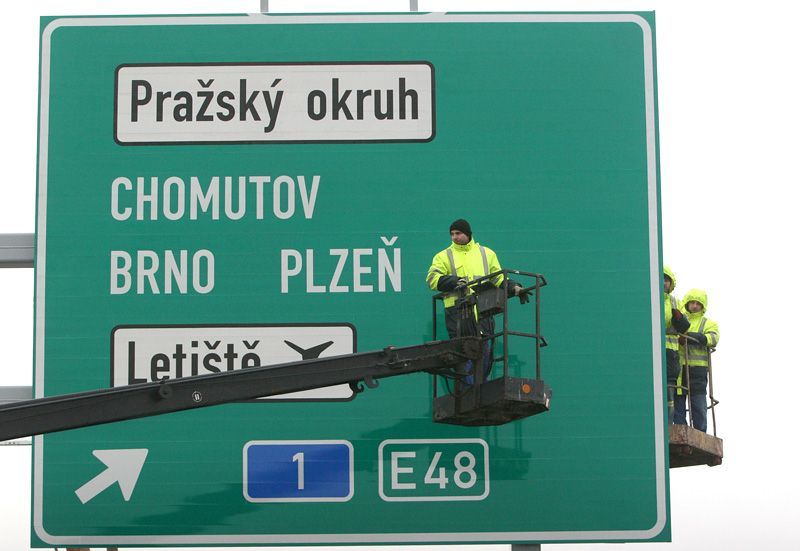 Pražský okruh
CHOMUTOV
BRNO PLZEŇ
Letiště
1 E48